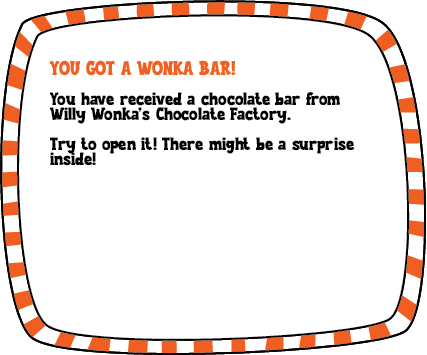 YOU GOT A WONKA BAR!
You have received a chocolate bar from
Willy Wonka's Chocolate Factory.
Try to open it! There might be a surprise
inside!